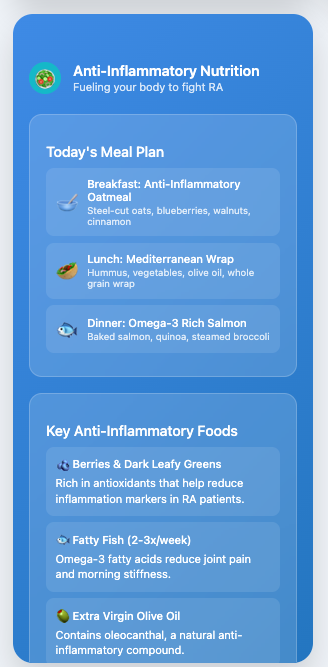 Anti-Inflammatory Nutrition
Fueling your body to fight RA
Today's Meal Plan
Breakfast: Anti-Inflammatory
Oatmeal
Steel-cut oats, blueberries, walnuts,
cinnamon
Lunch: Mediterranean Wrap
Hummus, vegetables, olive oil, whole
grain wrap
Dinner: Omega-3 Rich Salmon
Baked salmon, quinoa, steamed broccoli
Key Anti-Inflammatory Foods
Berries & Dark Leafy Greens
Rich in antioxidants that help reduce
inflammation markers in RA patients.
Fatty Fish (2-3x/week)
Omega-3 fatty acids reduce joint pain
and morning stiffness.
Extra Virgin Olive Oil
Contains oleocanthal, a natural anti-
inflammatory compound.